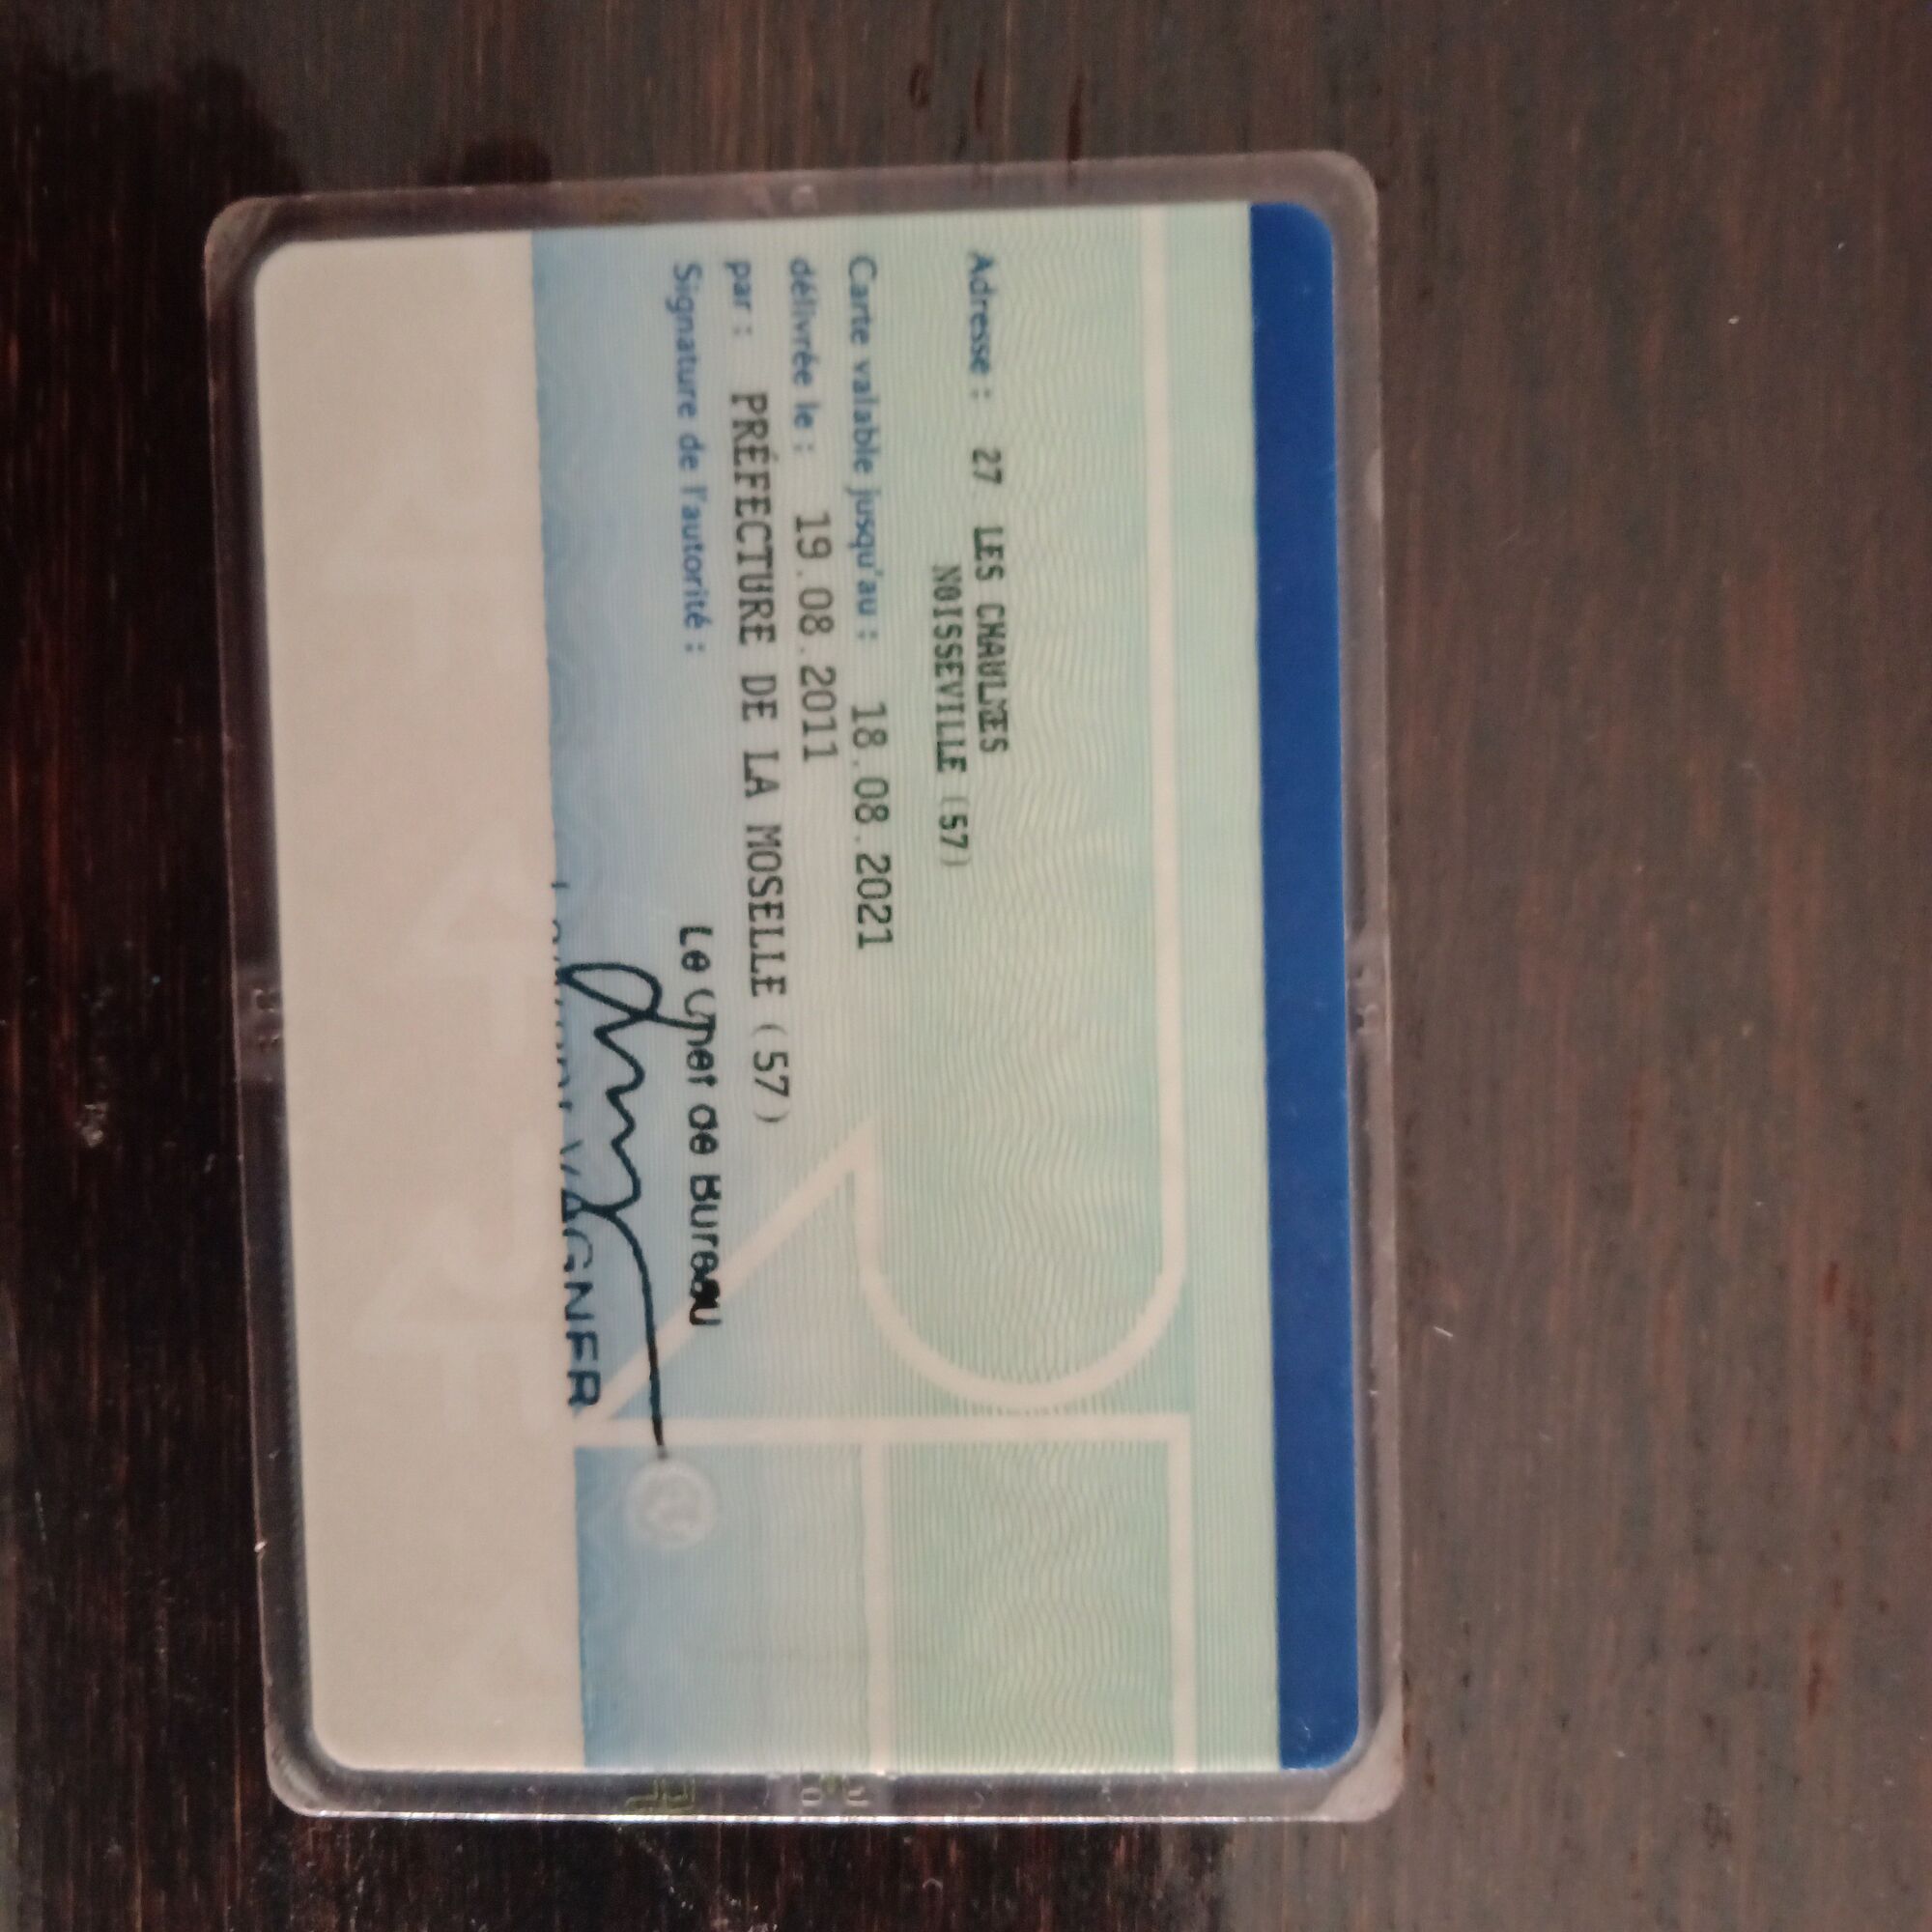 Adresse : 27 LES CHAULMES
NOISSEVILLE (57)
Carte valable jusqu'au : 18.08.2021
délivrée le : 19.08.2011
par : PRÉFECTURE DE LA MOSELLE (57)
Signature de l'autorité :
Le Chef de Bureau
VAGNER